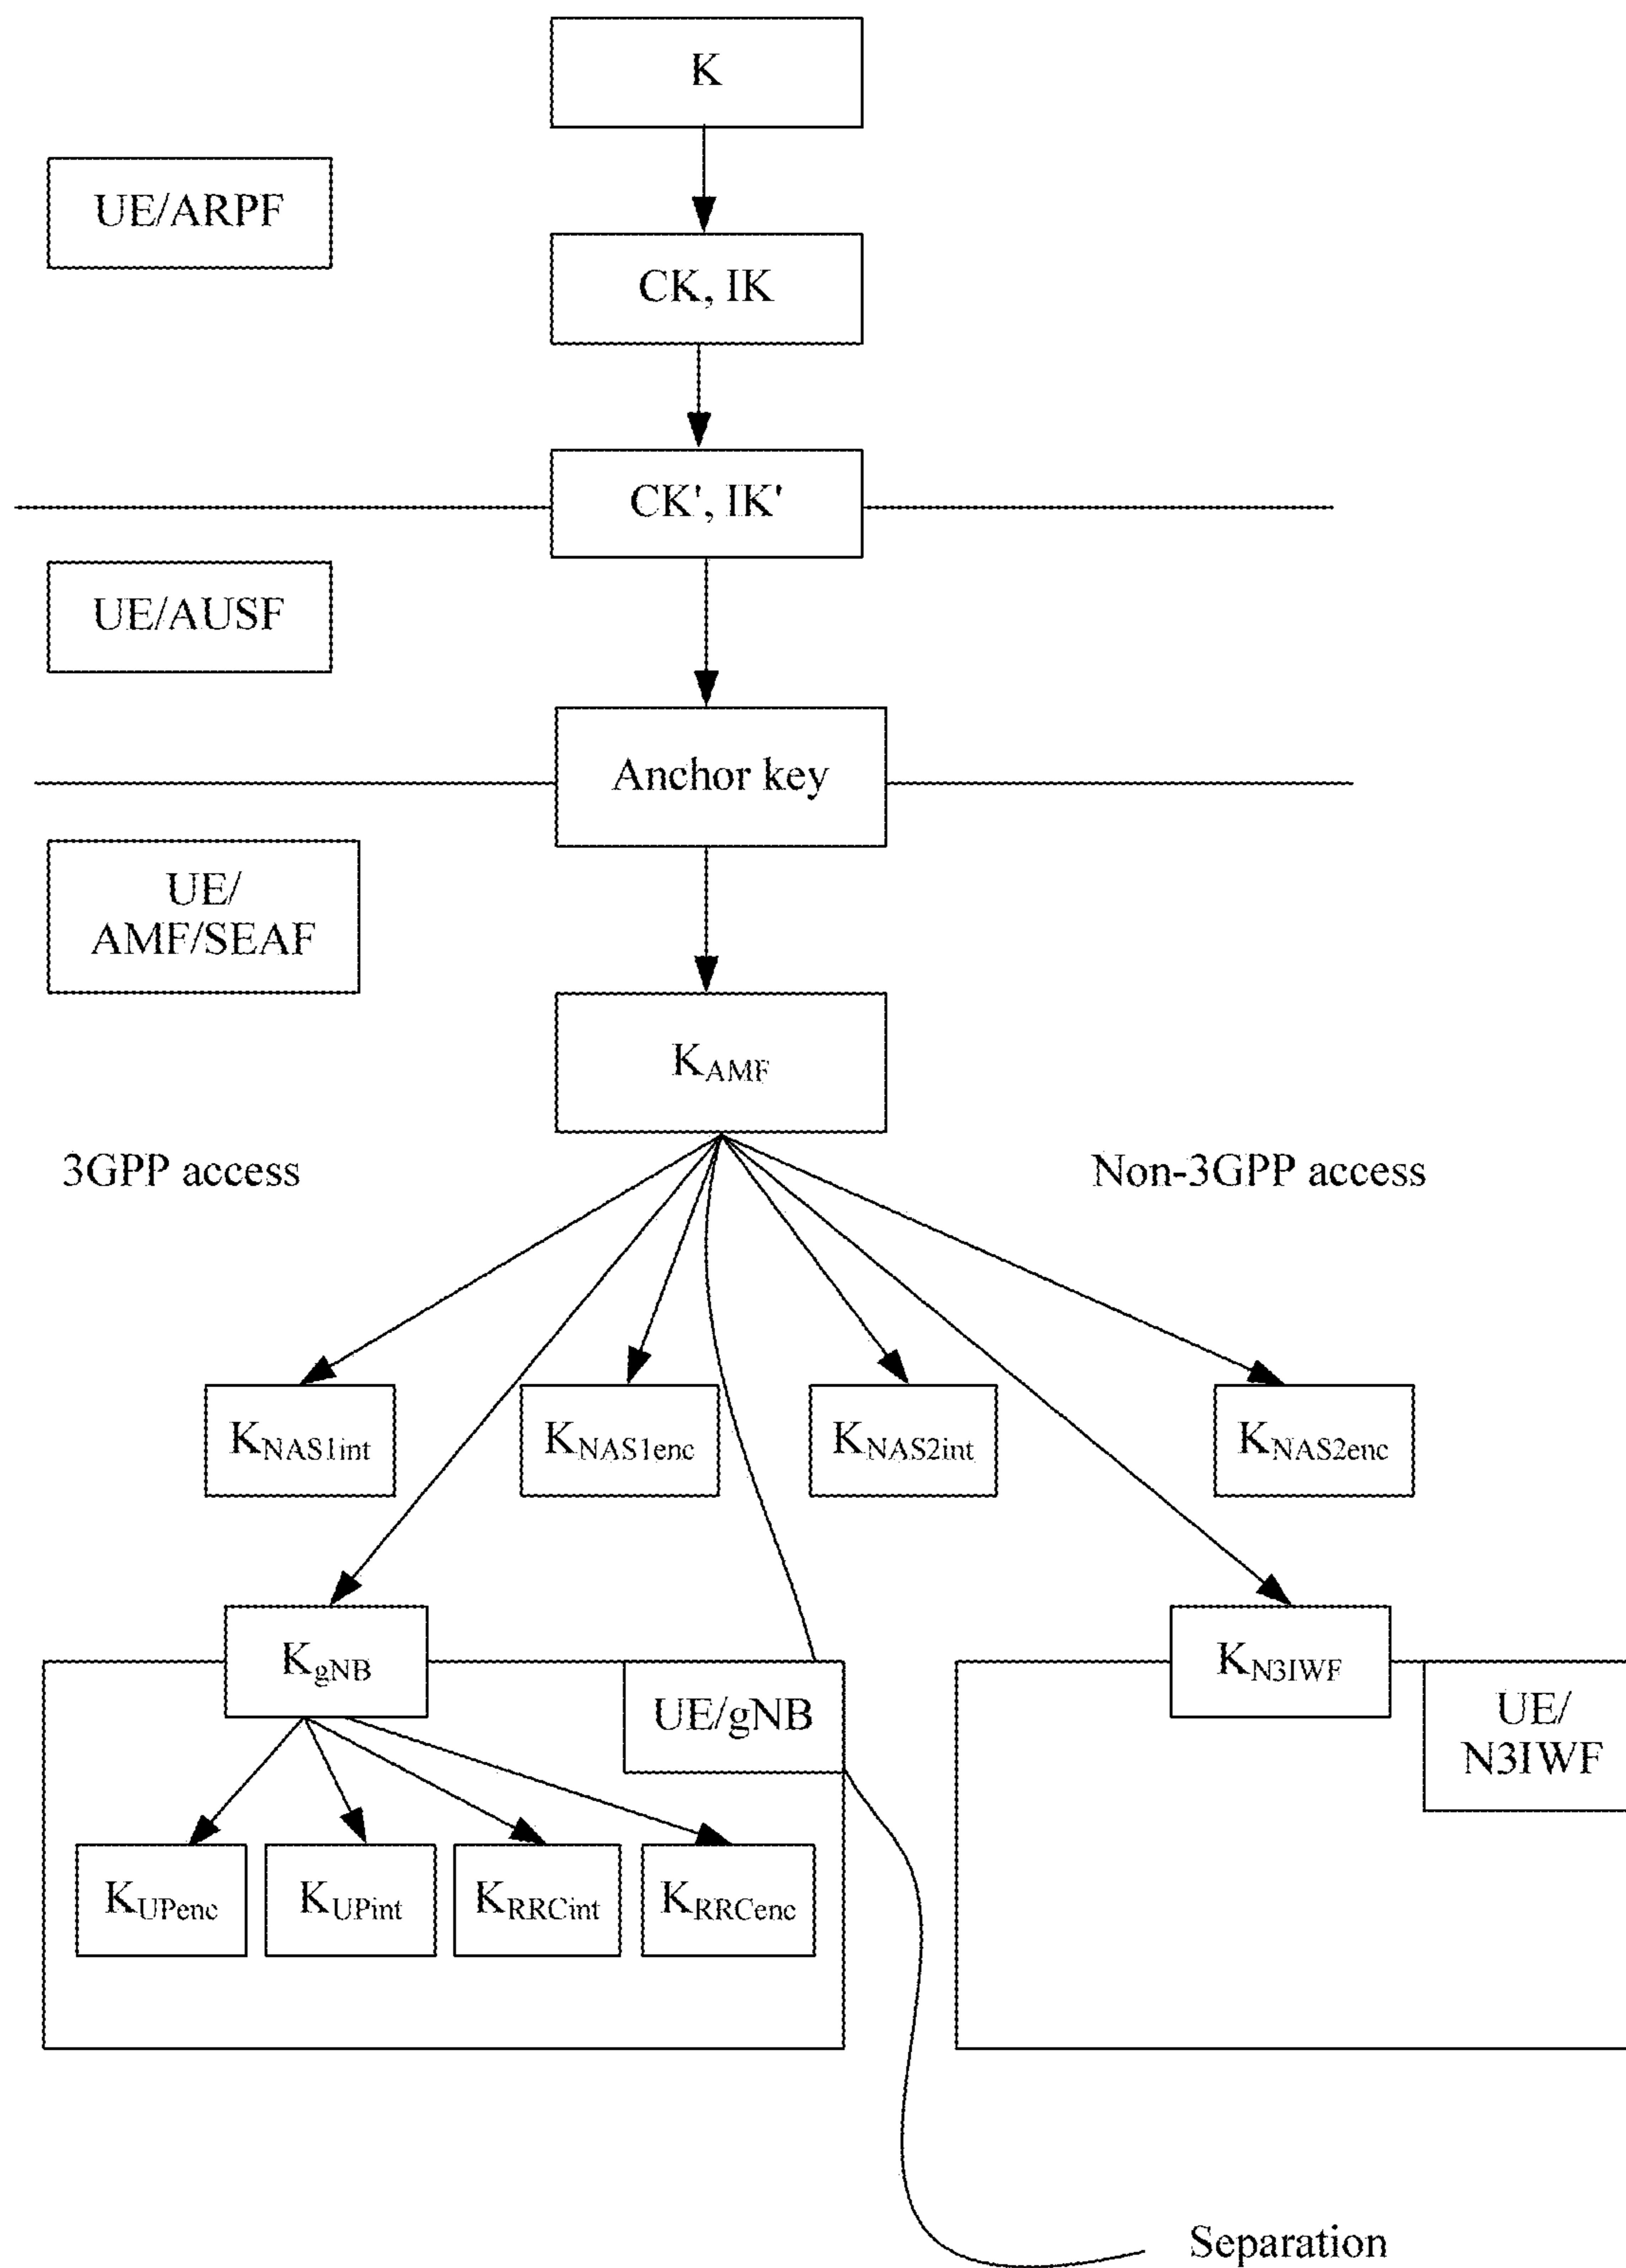 K
UE/ARPF
CK, IK
CK', IK'
UE/AUSF
Anchor key
UE/
AMF/SEAF
KAMF
3GPP access
Non-3GPP access
KNAS1int
KNAS1enc
KNAS2int
KNAS2enc
KgNB
UE/gNB
KN3IWF
UE/
N3IWF
KUPenc
KUPint
KRRCint
KRRCenc
Separation